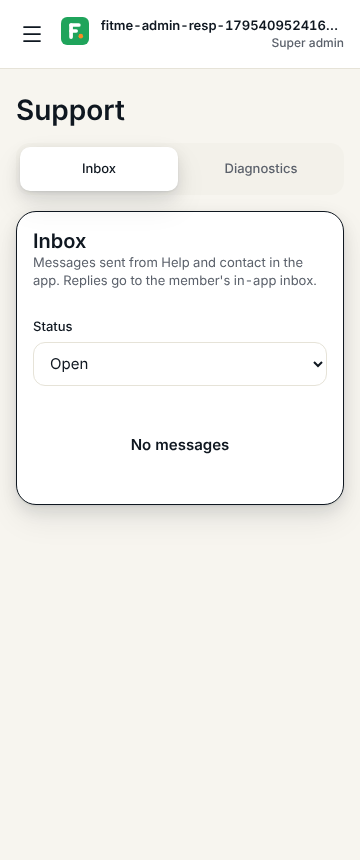 fitme-admin-resp-179540952416...
Super admin
Support
Inbox
Diagnostics
Inbox
Messages sent from Help and contact in the
app. Replies go to the member's in-app inbox.
Status
Open
No messages